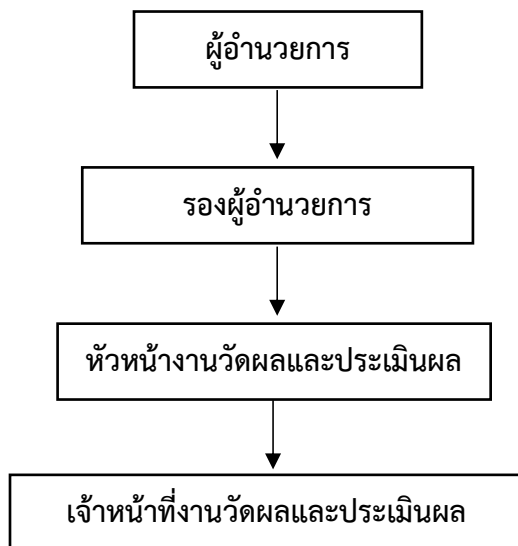 ผู้อำนวยการ
รองผู้อำนวยการ
หัวหน้างานวัดผลและประเมินผล
เจ้าหน้าที่งานวัดผลและประเมินผล